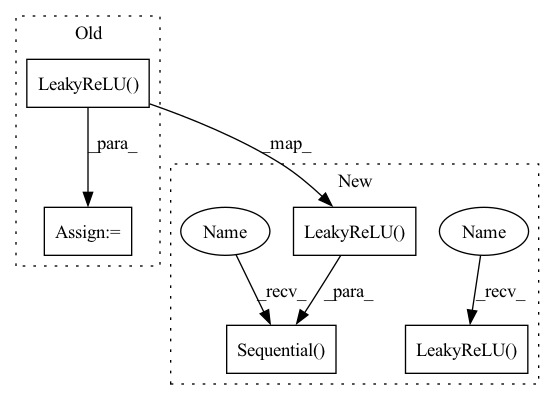 Old
LeakyReLU()
_para_
_map_
New
Assign:=
Name
LeakyReLU()
Name
_recv_
_para_
_recv_
Sequential()
LeakyReLU()